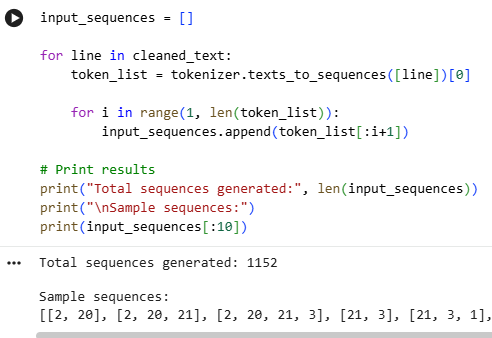 input_sequences = []
for line in cleaned_text:
    token_list = tokenizer.texts_to_sequences([line])[0]
    for i in range(1, len(token_list)):
        input_sequences.append(token_list[:i+1])
# Print results
print("Total sequences generated:", len(input_sequences))
print("\nSample sequences:")
print(input_sequences[:10])
Total sequences generated: 1152
Sample sequences:
[[2, 20], [2, 20, 21], [2, 20, 21, 3], [21, 3], [21, 3, 1],